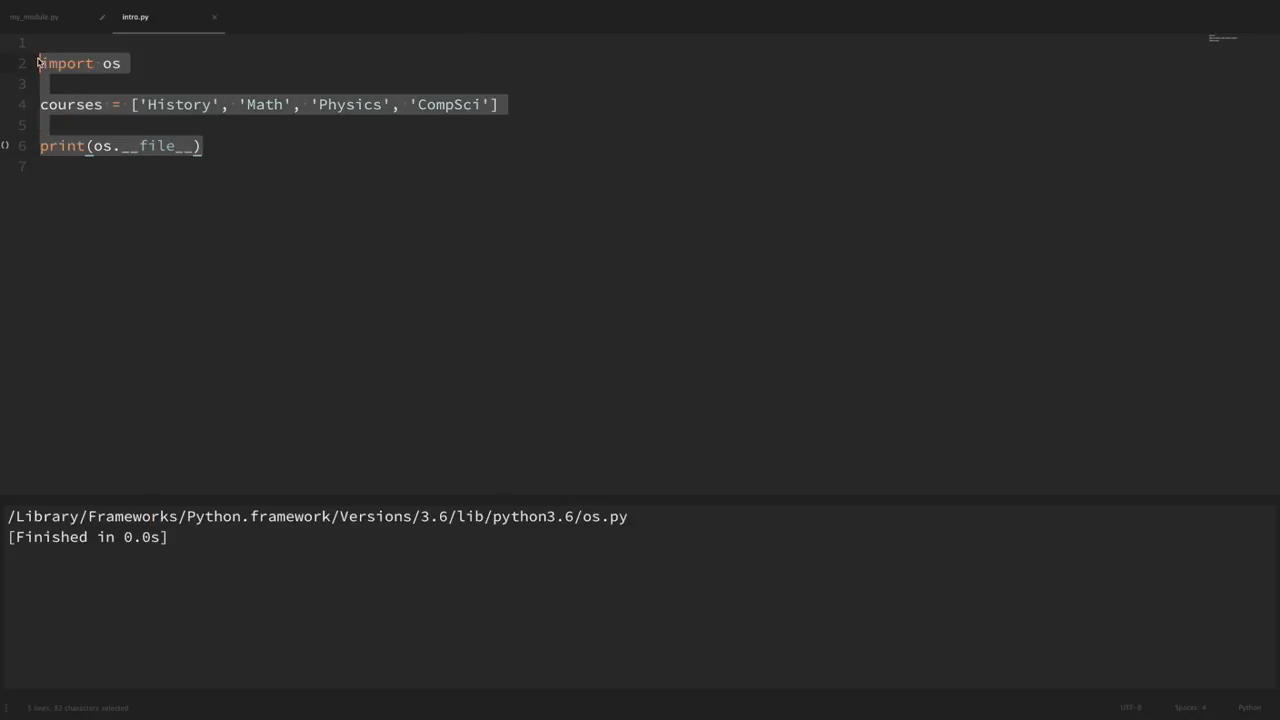 my_module.py
intro.py ×
1
2 import os
3
4 courses = ['History', 'Math', 'Physics', 'CompSci']
5
() 6 print(os.__file__)
7
/Library/Frameworks/Python.framework/Versions/3.6/lib/python3.6/os.py
[Finished in 0.0s]
5 lines, 82 characters selected UTF-8 Spaces: 4 Python